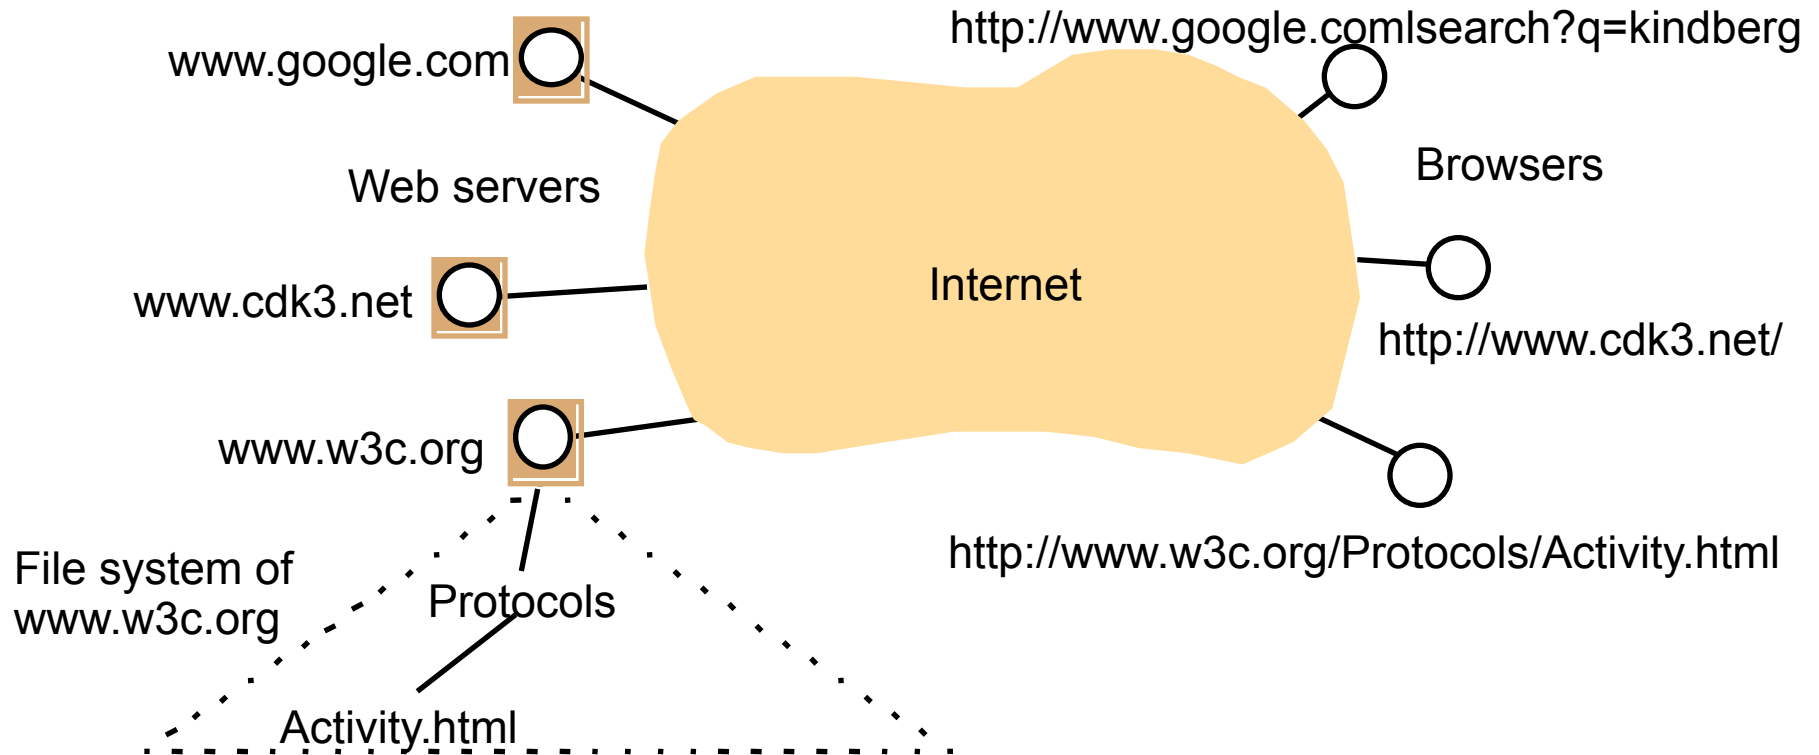 http://www.google.comlsearch?q=kindberg
www.google.com
Browsers
Web servers
Internet
www.cdk3.net
http://www.cdk3.net/
www.w3c.org
http://www.w3c.org/Protocols/Activity.html
File system of
www.w3c.org
Protocols
Activity.html